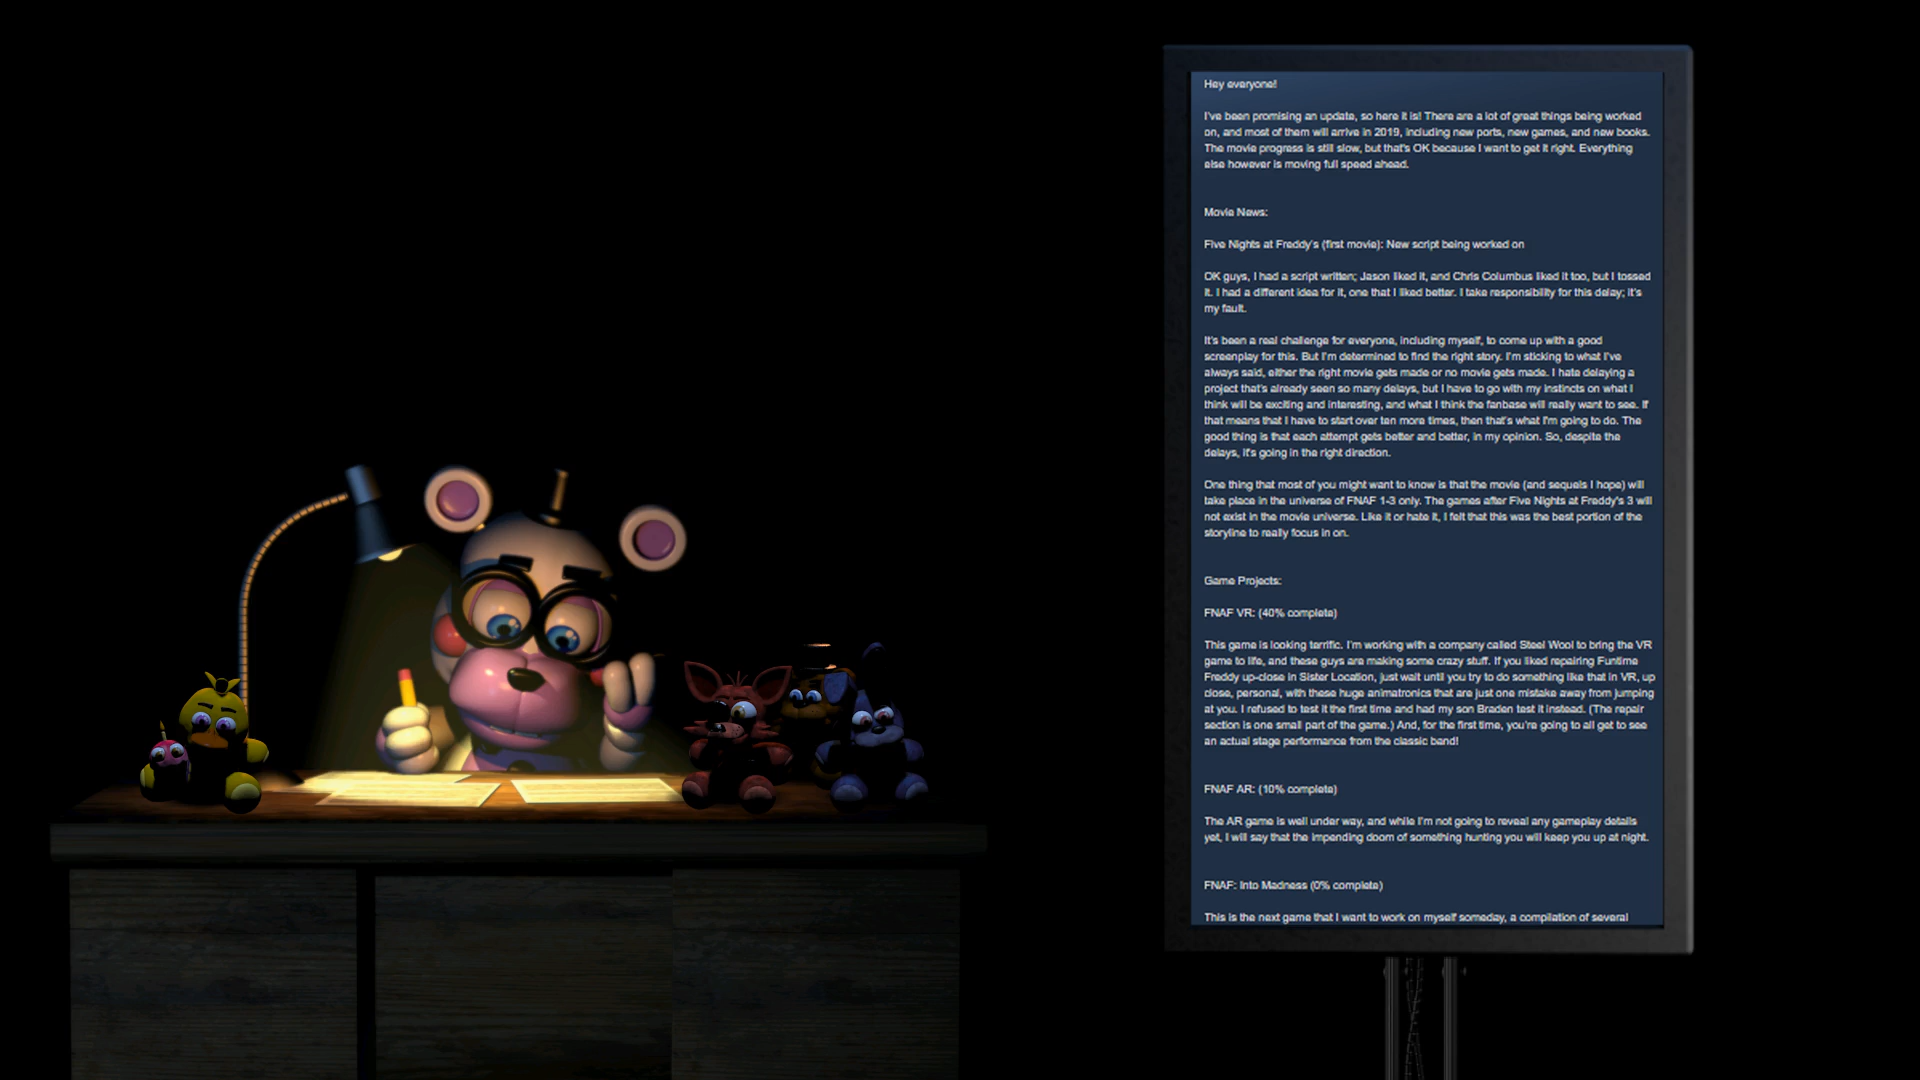 Hey everyone!
I've been promising an update, so here it is! There are a lot of great things being worked
on, and most of them will arrive in 2019, including new ports, new games, and new books.
The movie progress is still slow, but that's OK because I want to get it right. Everything
else however is moving full speed ahead.
Movie News:
Five Nights at Freddy's (first movie): New script being worked on
OK guys, I had a script written; Jason liked it, and Chris Columbus liked it too, but I tossed
it. I had a different idea for it, one that I liked better. I take responsibility for this delay; it's
my fault.
It's been a real challenge for everyone, including myself, to come up with a good
screenplay for this. But I'm determined to find the right story. I'm sticking to what I've
always said, either the right movie gets made or no movie gets made. I hate delaying a
project that's already seen so many delays, but I have to go with my instincts on what I
think will be exciting and interesting, and what I think the fanbase will really want to see. If
that means that I have to start over ten more times, then that's what I'm going to do. The
good thing is that each attempt gets better and better, in my opinion. So, despite the
delays, it's going in the right direction.
One thing that most of you might want to know is that the movie (and sequels I hope) will
take place in the universe of FNAF 1-3 only. The games after Five Nights at Freddy's 3 will
not exist in the movie universe. Like it or hate it, I felt that this was the best portion of the
storyline to really focus in on.
Game Projects:
FNAF VR: (40% complete)
This game is looking terrific. I'm working with a company called Steel Wool to bring the VR
game to life, and these guys are making some crazy stuff. If you liked repairing Funtime
Freddy up-close in Sister Location, just wait until you try to do something like that in VR, up
close, personal, with these huge animatronics that are just one mistake away from jumping
at you. I refused to test it the first time and had my son Braden test it instead. (The repair
section is one small part of the game.) And, for the first time, you're going to all get to see
an actual stage performance from the classic band!
FNAF AR: (10% complete)
The AR game is well under way, and while I'm not going to reveal any gameplay details
yet, I will say that the impending doom of something hunting you will keep you up at night.
FNAF: Into Madness (0% complete)
This is the next game that I want to work on myself someday, a compilation of several